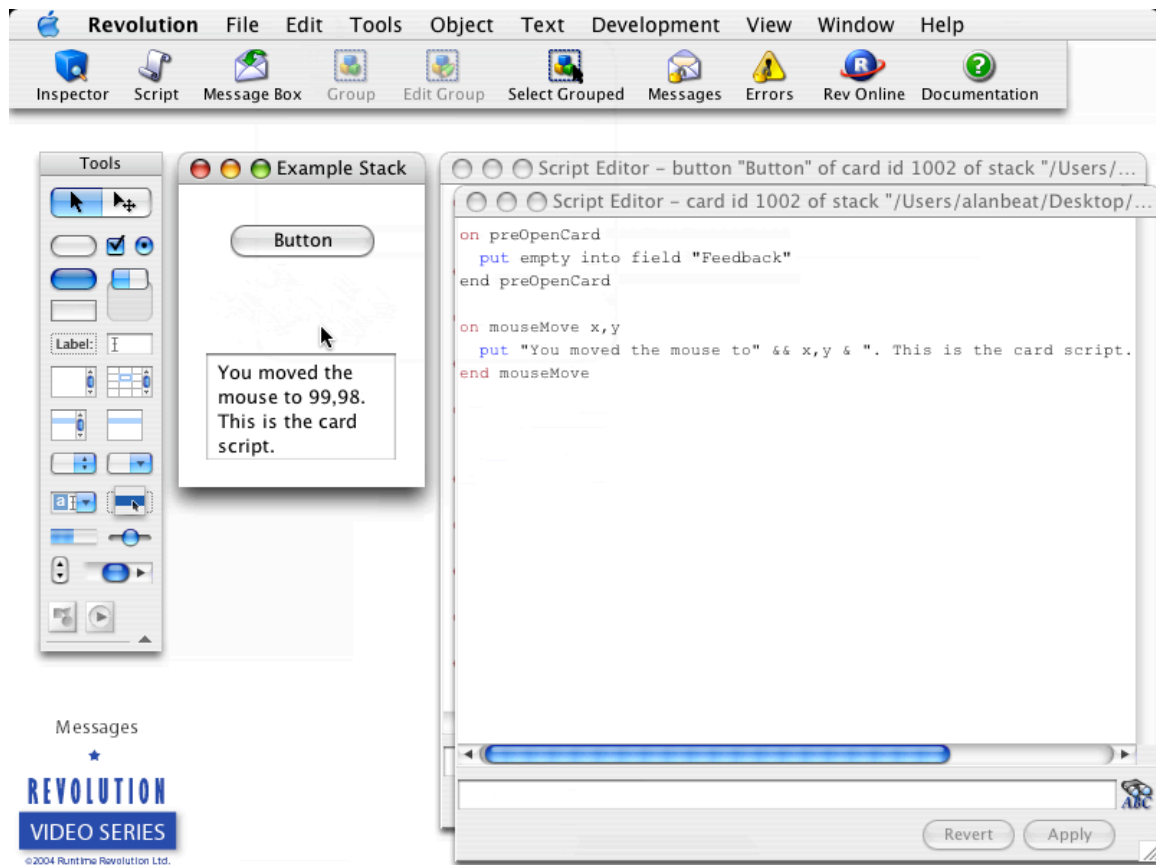 Revolution File Edit Tools Object Text Development View Window Help
Inspector Script Message Box Group Edit Group Select Grouped Messages Errors Rev Online Documentation
Tools
Label:
Example Stack
Button
You moved the
mouse to 99,98.
This is the card
script.
Script Editor – button "Button" of card id 1002 of stack "/Users/...
Script Editor – card id 1002 of stack "/Users/alanbeat/Desktop/...
on preOpenCard
put empty into field "Feedback"
end preOpenCard
on mouseMove x,y
put "You moved the mouse to" && x,y & ". This is the card script.
end mouseMove
ABC
Revert Apply
Messages
REVOLUTION
VIDEO SERIES
©2004 Runtime Revolution Ltd.